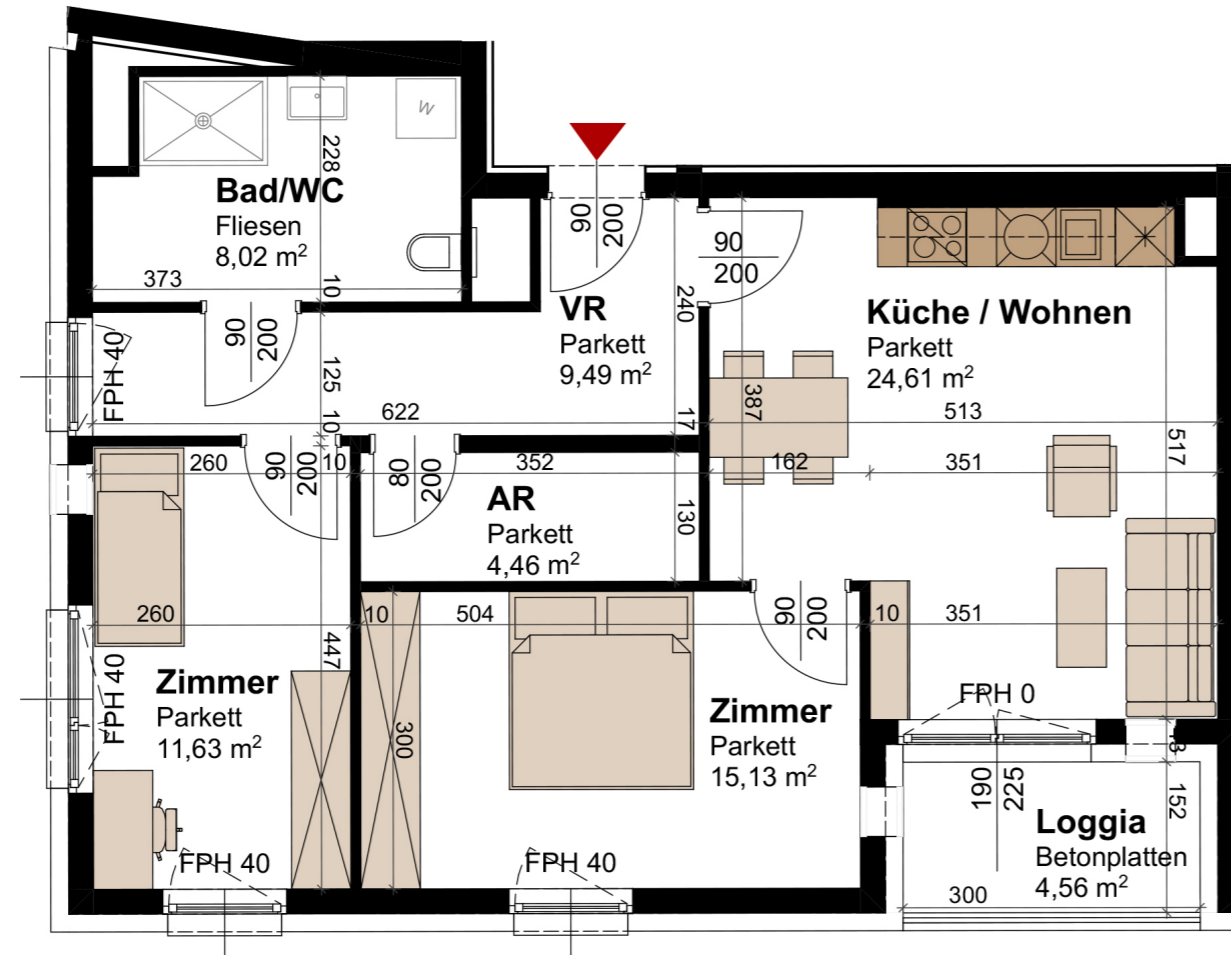 W
228
Bad/WC
Fliesen
8,02 m²
373
10
90
200
90
200
VR
Parkett
9,49 m²
240
90
200
Küche / Wohnen
Parkett
24,61 m²
FPH 40
125
10
622
17
387
513
517
260
90
200
10
80
200
352
162
351
AR
Parkett
4,46 m²
130
260
10
504
90
200
10
351
447
FPH 40
Zimmer
Parkett
11,63 m²
300
Zimmer
Parkett
15,13 m²
FPH 0
190
225
152
Loggia
Betonplatten
4,56 m²
300
FPH 40
FPH 40